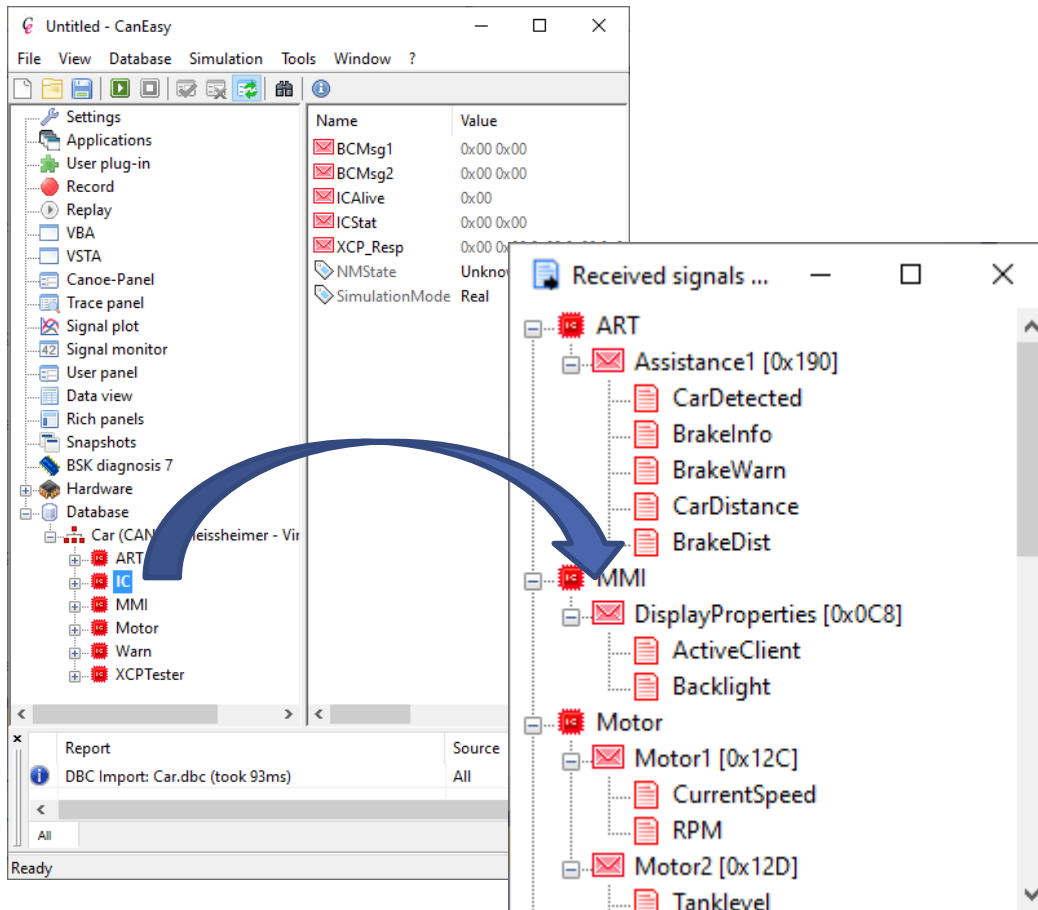 Untitled - CanEasy
File View Database Simulation Tools Window ?
Settings
Applications
User plug-in
Record
Replay
VBA
VSTA
Canoe-Panel
Trace panel
Signal plot
42 Signal monitor
User panel
Data view
Rich panels
Snapshots
BSK diagnosis 7
Hardware
Database
Car (CAN eissheimer - Vir
ART
IC
MMI
Motor
Warn
XCPTester
Name Value
BCMsg1 0x00 0x00
BCMsg2 0x00 0x00
ICAlive 0x00
ICStat 0x00 0x00
XCP_Resp 0x00
NMState Unkno
SimulationMode Real
Report Source
DBC Import: Car.dbc (took 93ms) All
All
Ready
Received signals ...
ART
Assistance1 [0x190]
CarDetected
BrakeInfo
BrakeWarn
CarDistance
BrakeDist
MMI
DisplayProperties [0x0C8]
ActiveClient
Backlight
Motor
Motor1 [0x12C]
CurrentSpeed
RPM
Motor2 [0x12D]
Tanklevel